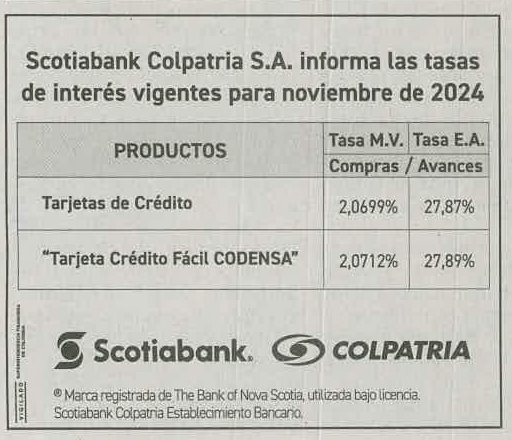 Scotiabank Colpatria S.A. informa las tasas
de interés vigentes para noviembre de 2024
PRODUCTOS
Tasa M.V. Tasa E.A.
Compras / Avances
Tarjetas de Crédito 2,0699% 27,87%
“Tarjeta Crédito Fácil CODENSA” 2,0712% 27,89%
VIGILADO
SUPERINTENDENCIA FINANCIERA
DE COLOMBIA
Scotiabank® COLPATRIA
® Marca registrada de The Bank of Nova Scotia, utilizada bajo licencia.
Scotiabank Colpatria Establecimiento Bancario.